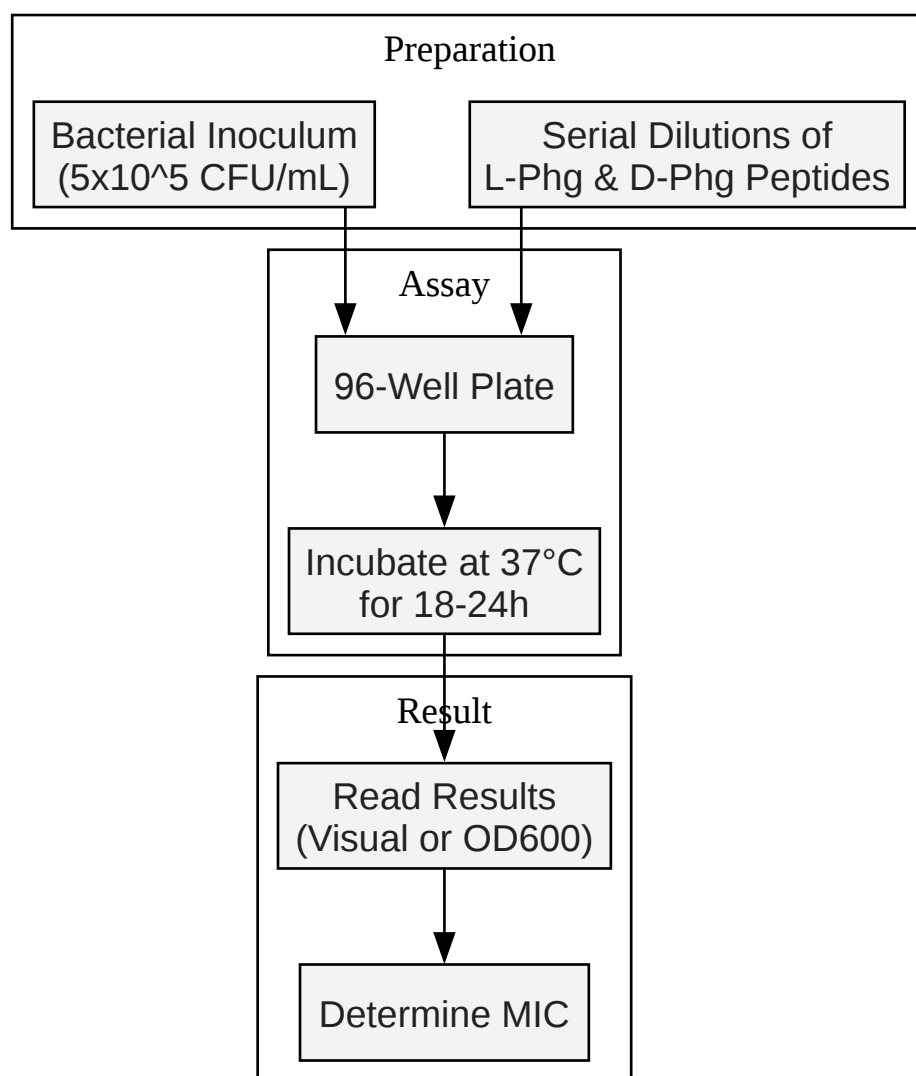 Preparation
Bacterial Inoculum
(5x10^5 CFU/mL)
Serial Dilutions of
L-Phg & D-Phg Peptides
Assay
96-Well Plate
Incubate at 37°C
for 18-24h
Result
Read Results
(Visual or OD600)
Determine MIC